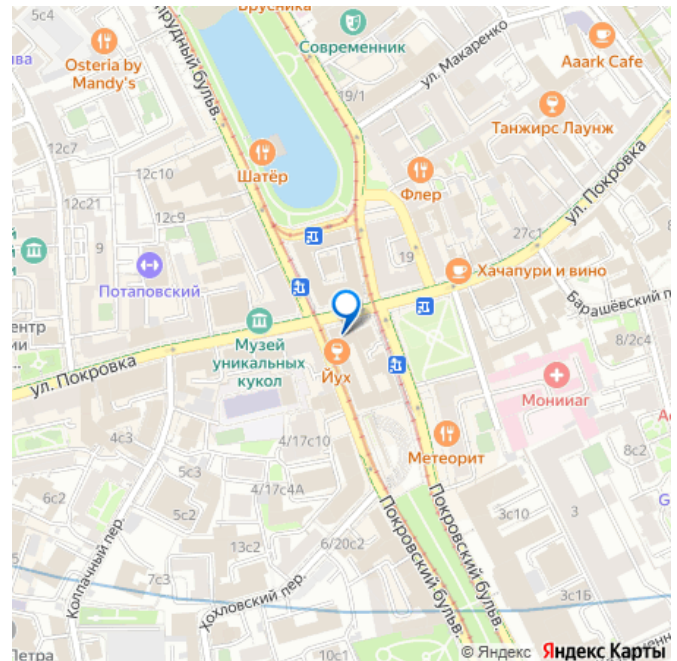 5с4
Брусника
Современник
ул. Макаренко
Aaark Cafe
Osteria by
Mandy's
19/1
Танжирс Лаунж
12с7
12с10
Шатёр
Флер
ул. Покровка
12с21
12с9
9
27с1
19
Потаповский
Хачапури и вино
Барашёвский п
Музей
уникальных
кукол
8/2с4
ул. Покровка
Йух
Мониаг
4с3
4/17с10
Метеорит
8с2
5с3
6с2
4/17с4А
5с2
3с10
Колпачный пер.
13с2
6/20с2
Покровский бульв.
Покровский бульв.
7с3
Хохловский пер.
3с1Б
Петра
© Яндекс Яндекс Карты